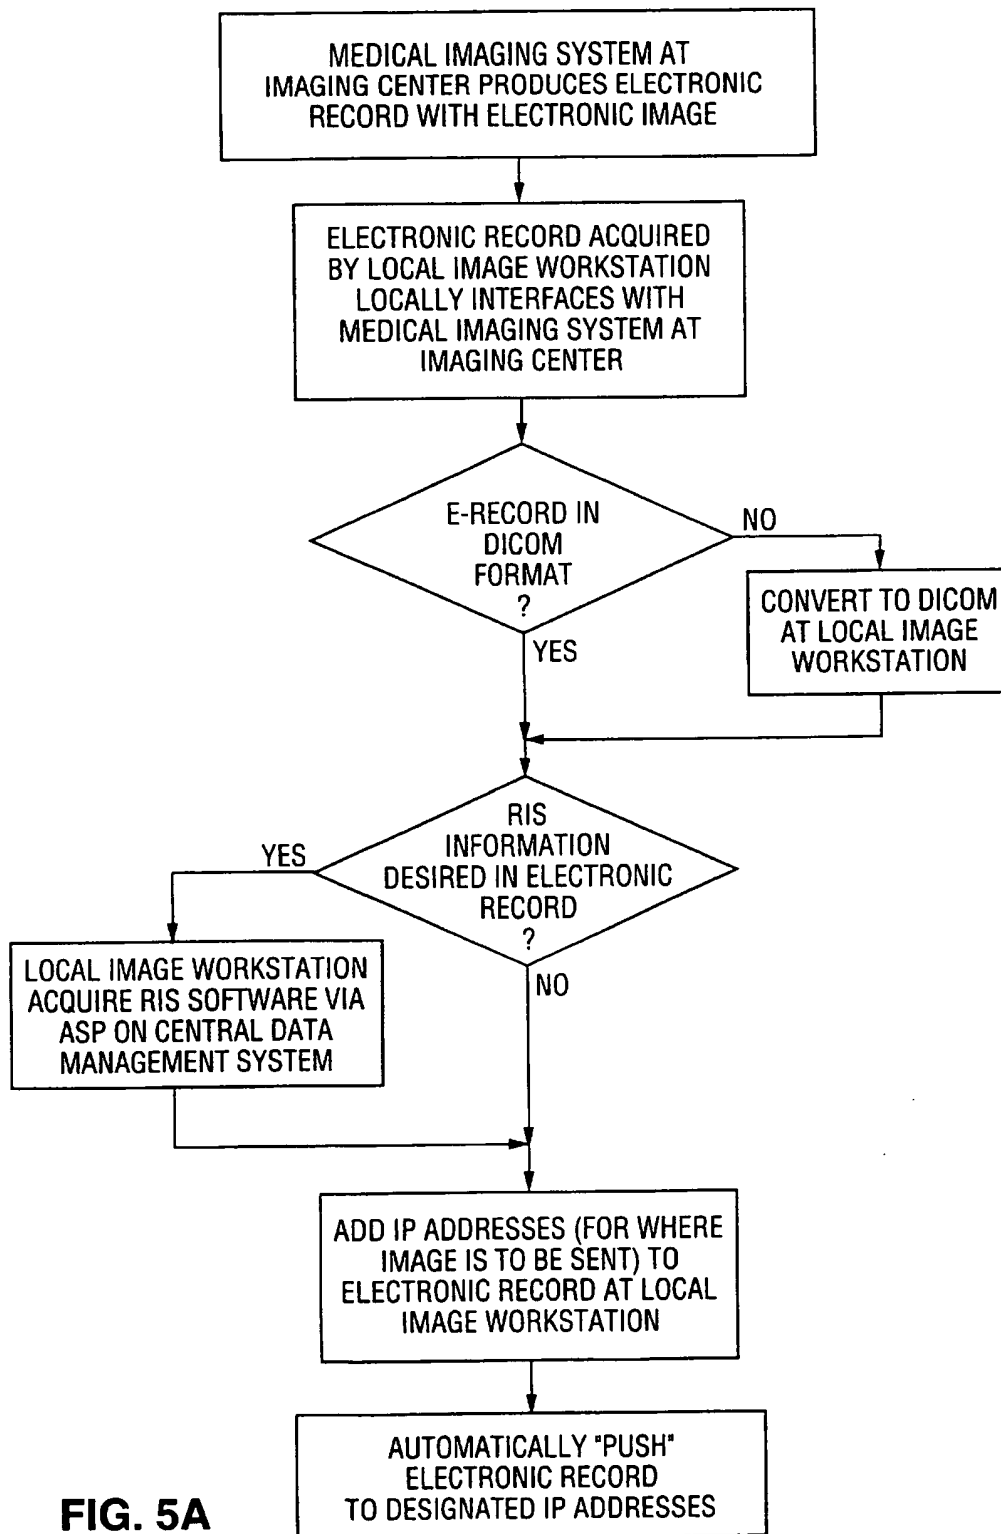 MEDICAL IMAGING SYSTEM AT
IMAGING CENTER PRODUCES ELECTRONIC
RECORD WITH ELECTRONIC IMAGE
ELECTRONIC RECORD ACQUIRED
BY LOCAL IMAGE WORKSTATION
LOCALLY INTERFACES WITH
MEDICAL IMAGING SYSTEM AT
IMAGING CENTER
E-RECORD IN
DICOM
FORMAT
?
NO
YES
CONVERT TO DICOM
AT LOCAL IMAGE
WORKSTATION
RIS
INFORMATION
DESIRED IN ELECTRONIC
RECORD
?
YES
NO
LOCAL IMAGE WORKSTATION
ACQUIRE RIS SOFTWARE VIA
ASP ON CENTRAL DATA
MANAGEMENT SYSTEM
ADD IP ADDRESSES (FOR WHERE
IMAGE IS TO BE SENT) TO
ELECTRONIC RECORD AT LOCAL
IMAGE WORKSTATION
AUTOMATICALLY "PUSH"
ELECTRONIC RECORD
TO DESIGNATED IP ADDRESSES
FIG. 5A